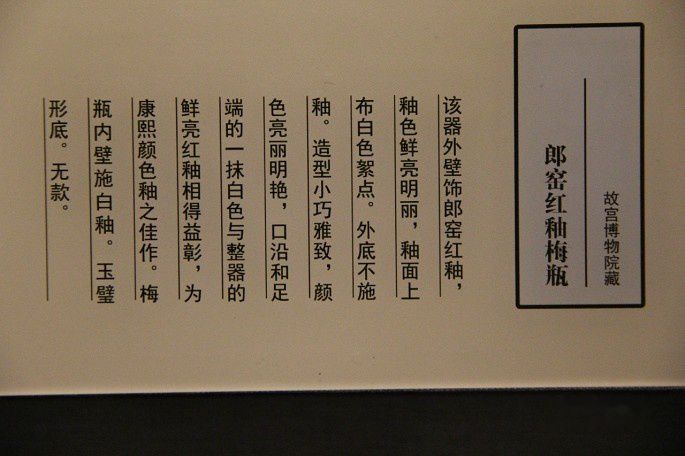 故宫博物院藏
郎窑红釉梅瓶
该器外壁饰郎窑红釉，
釉色鲜亮明丽，釉面上
布白色絮点。外底不施
釉。造型小巧雅致，颜
色亮丽明艳，口沿和足
端的一抹白色与整器的
鲜亮红釉相得益彰，为
康熙颜色釉之佳作。梅
瓶内壁施白釉。玉璧
形底。无款。